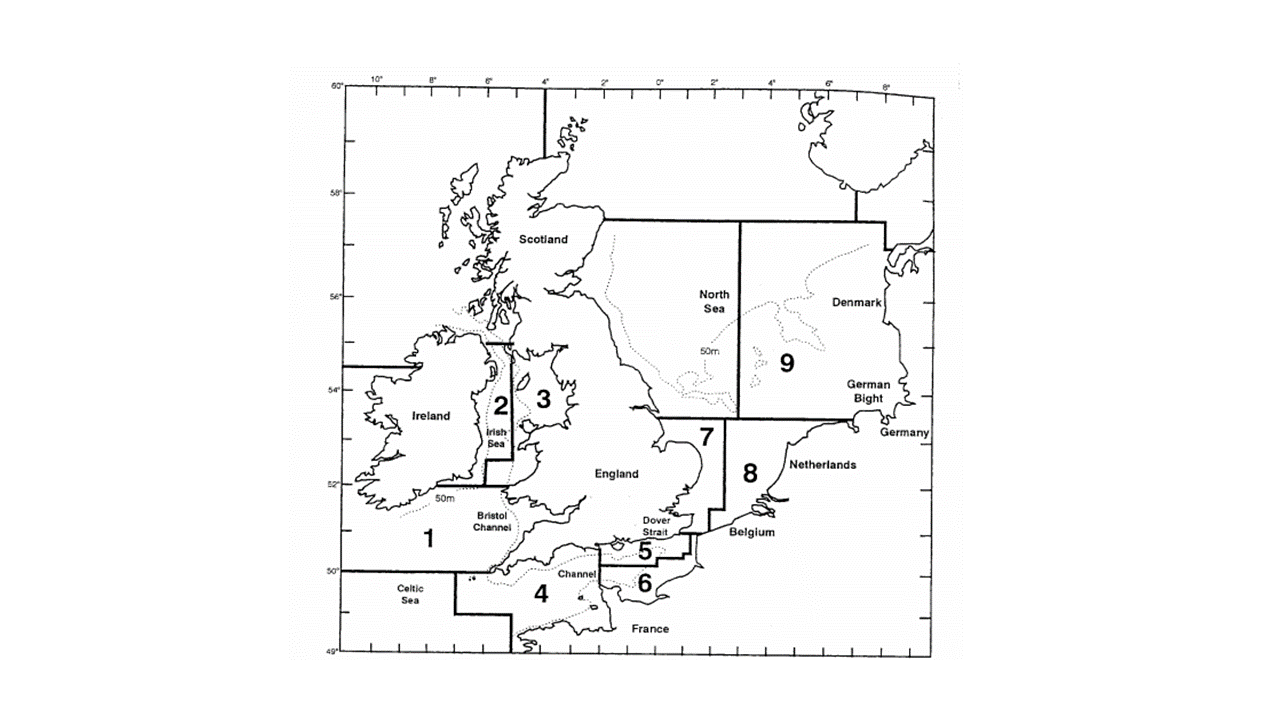 10° 8° 6° 4° 2° 0° 2° 4° 6° 8°
60°
58°
Scotland
North
Sea
56°
Denmark
50m
9
54°
German
Bight
2
3
Ireland
Irish
Sea
7
Germany
England
8
Netherlands
52°
50m
Bristol
Channel
Dover
Strait
Belgium
1
5
50°
Channel
6
Celtic
Sea
4
France
49°